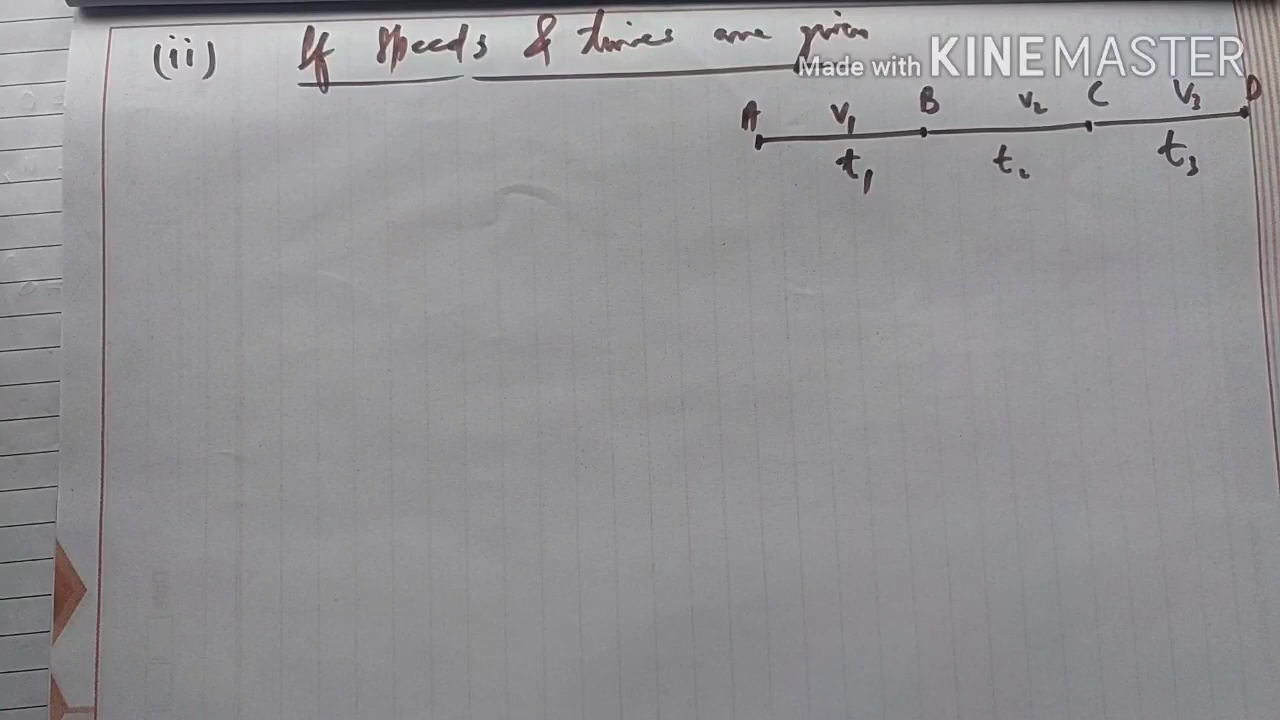 (ii) If Speeds & times are given
Made with KINEMASTER
A V₁ B V₂ C V₃ D
t₁ t₂ t₃